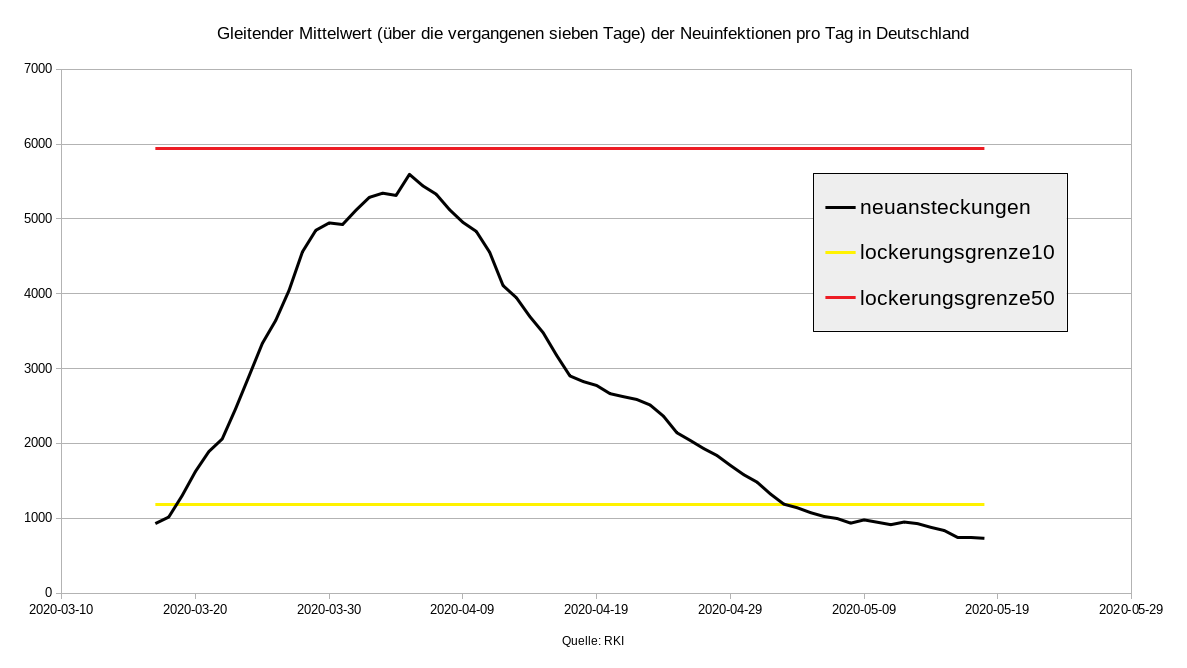 Gleitender Mittelwert (über die vergangenen sieben Tage) der Neuinfektionen pro Tag in Deutschland
7000
6000
5000
4000
3000
2000
1000
0
neuansteckungen
lockerungsgrenze10
lockerungsgrenze50
2020-03-10 2020-03-20 2020-03-30 2020-04-09 2020-04-19 2020-04-29 2020-05-09 2020-05-19 2020-05-29
Quelle: RKI